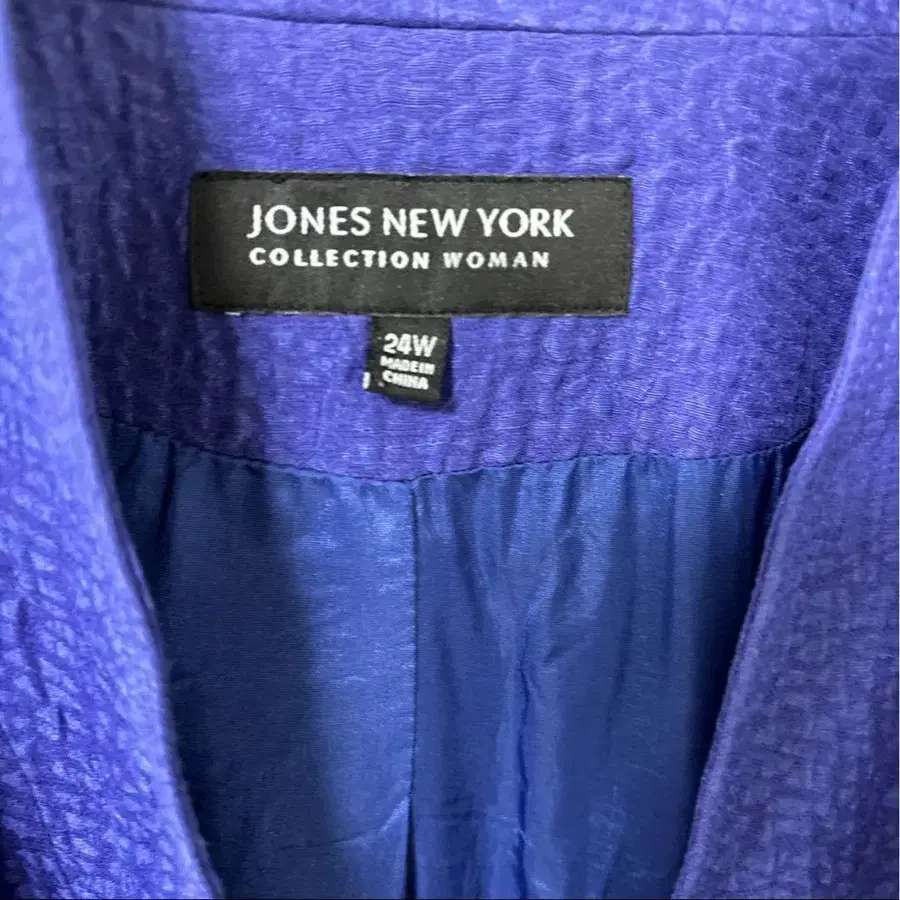 JONES NEW YORK
COLLECTION WOMAN
24W
MADE IN
CHINA